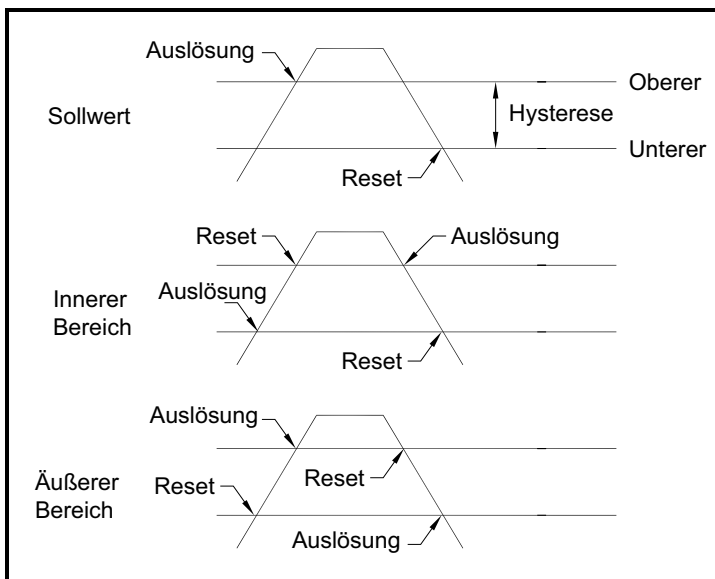 Auslösung
Oberer
Sollwert
Hysterese
Unterer
Reset
Reset
Auslösung
Auslösung
Innerer
Bereich
Reset
Auslösung
Reset
Äußerer
Bereich
Reset
Auslösung